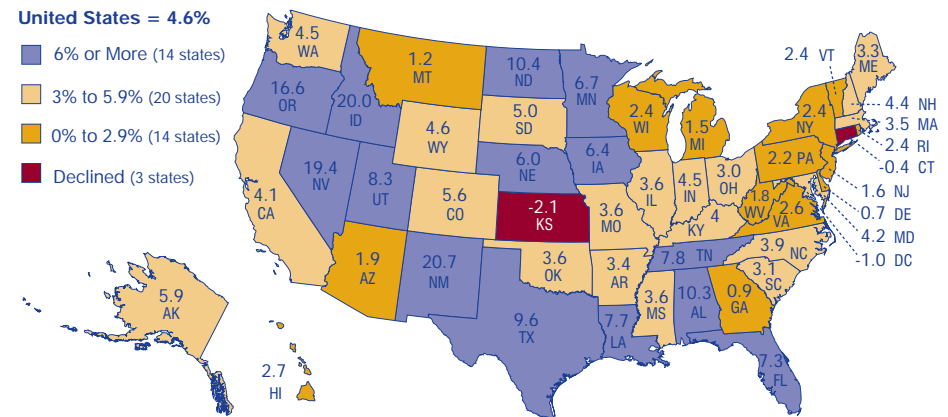 United States = 4.6%
6% or More (14 states)
3% to 5.9% (20 states)
0% to 2.9% (14 states)
Declined (3 states)
4.5
WA
1.2
MT
10.4
ND
6.7
MN
2.4 VT
3.3
ME
16.6
OR
20.0
ID
5.0
SD
2.4
WI
1.5
MI
2.4
NY
4.4 NH
3.5 MA
2.4 RI
-0.4 CT
4.6
WY
6.0
NE
6.4
IA
2.2 PA
19.4
NV
8.3
UT
5.6
CO
-2.1
KS
3.6
MO
3.6
IL
4.5
IN
3.0
OH
1.8
WV
2.6
VA
1.6 NJ
0.7 DE
4.2 MD
-1.0 DC
4.1
CA
KY 4
1.9
AZ
20.7
NM
3.6
OK
3.4
AR
7.8 TN
3.9 NC
3.1
SC
5.9
AK
9.6
TX
7.7
LA
3.6
MS
10.3
AL
0.9
GA
7.3
FL
2.7
HI